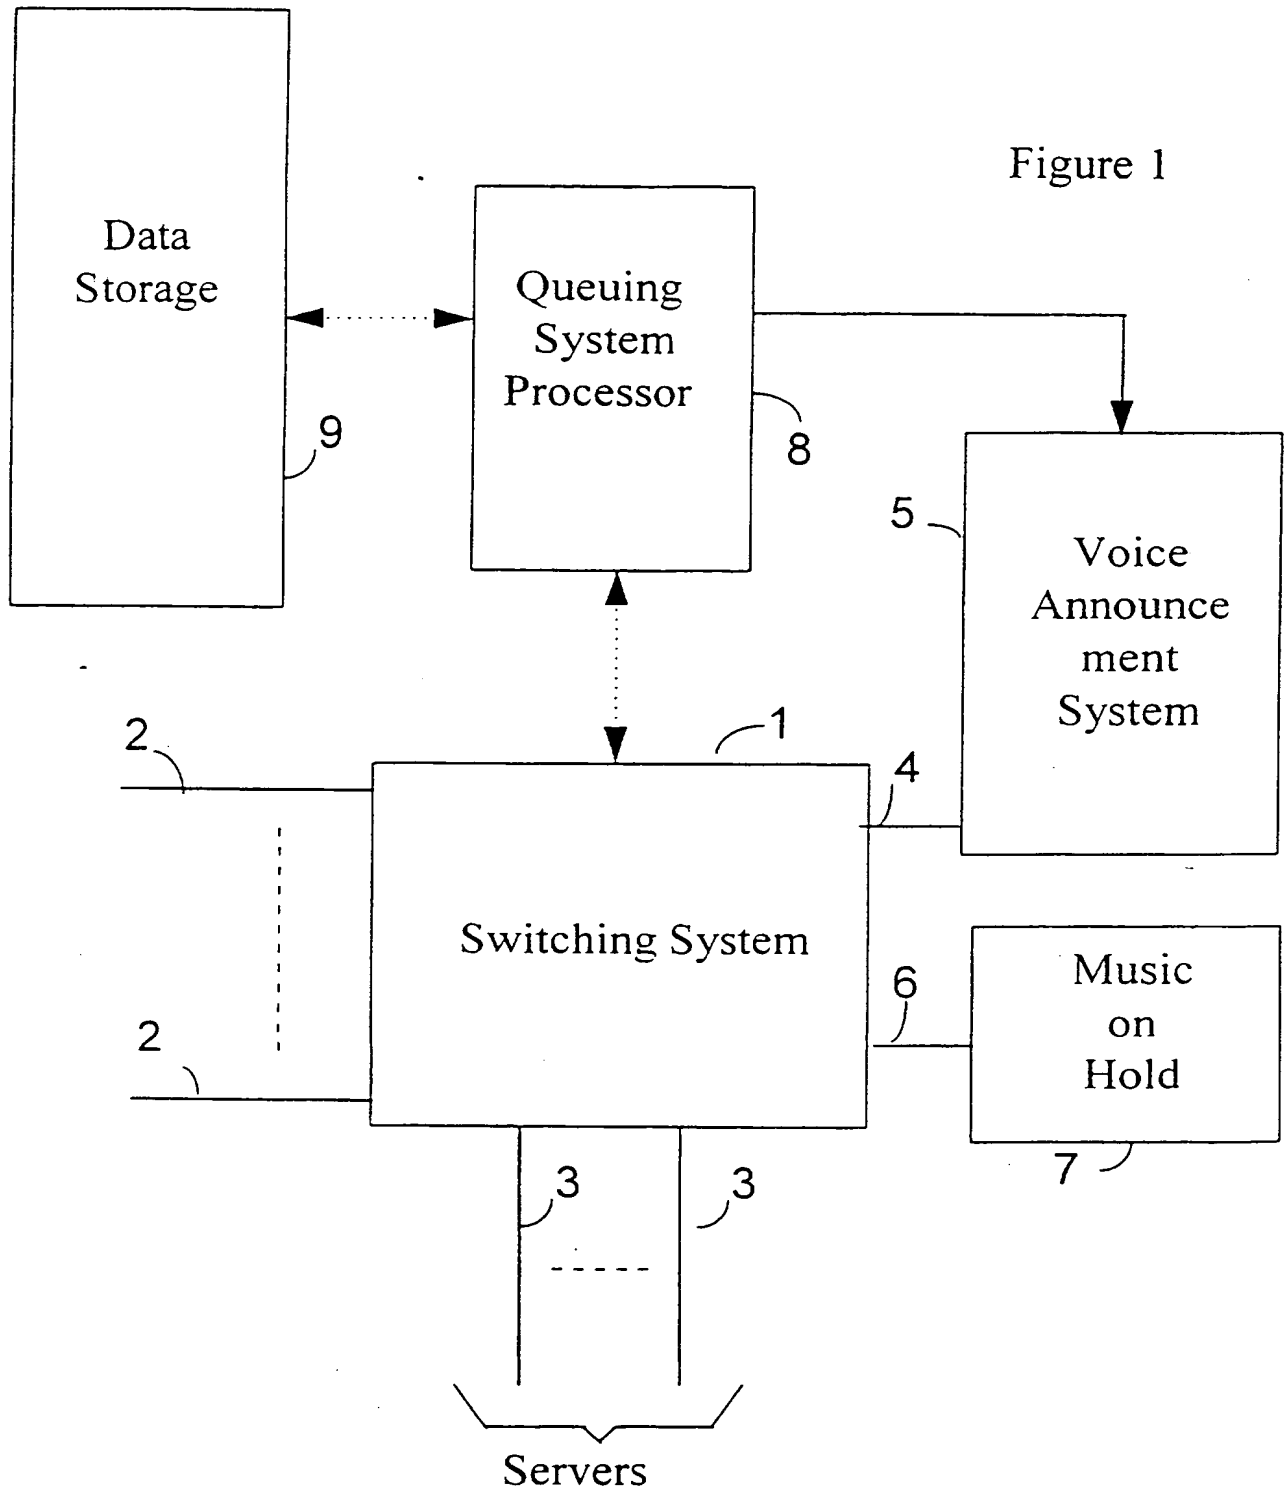 Figure 1
Data
Storage
Queuing
System
Processor
9
8
5
Voice
Announce
ment
System
2
1
4
Switching System
6
Music
on
Hold
2
7
3
3
Servers